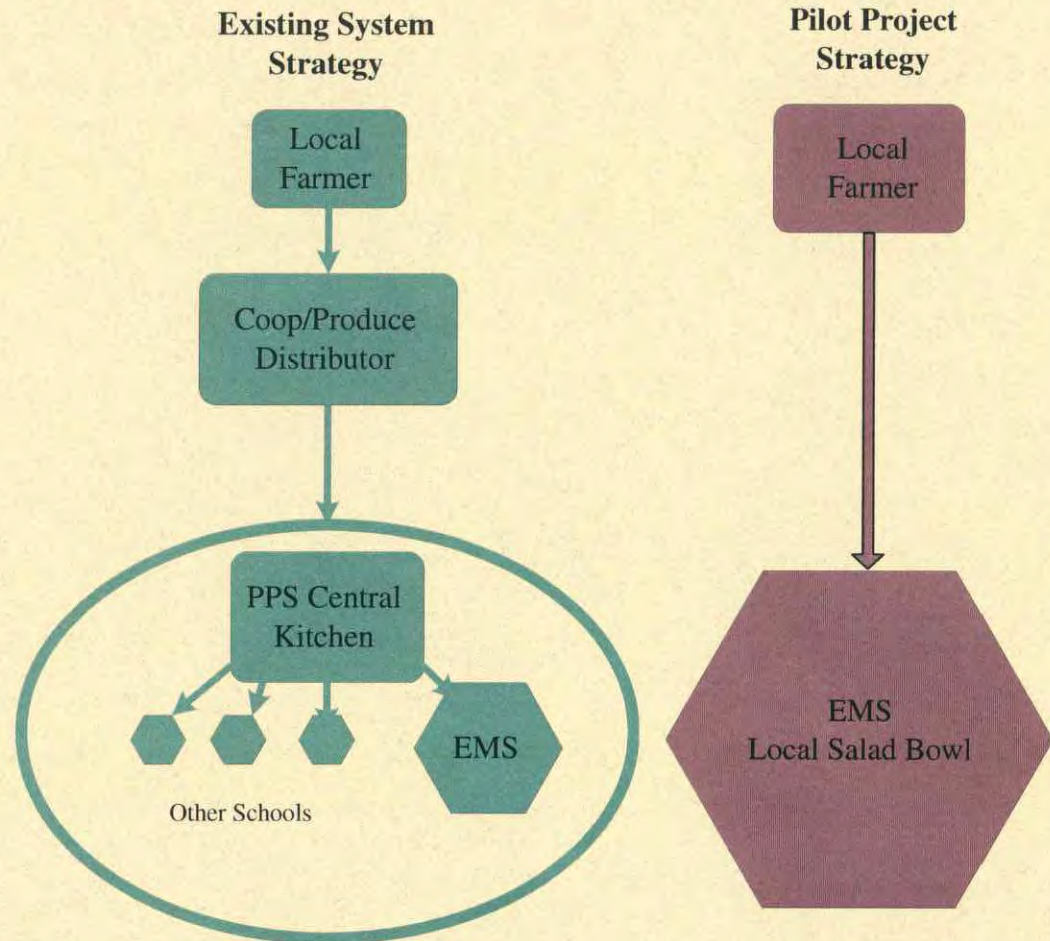 Existing System
Strategy
Local
Farmer
Coop/Produce
Distributor
PPS Central
Kitchen
EMS
Other Schools
Pilot Project
Strategy
Local
Farmer
EMS
Local Salad Bowl